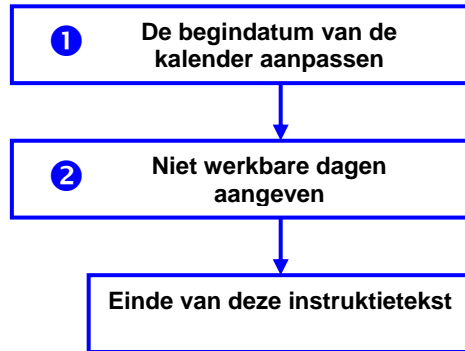 ❶ De begindatum van de
kalender aanpassen
❷ Niet werkbare dagen
aangeven
Einde van deze instruktietekst